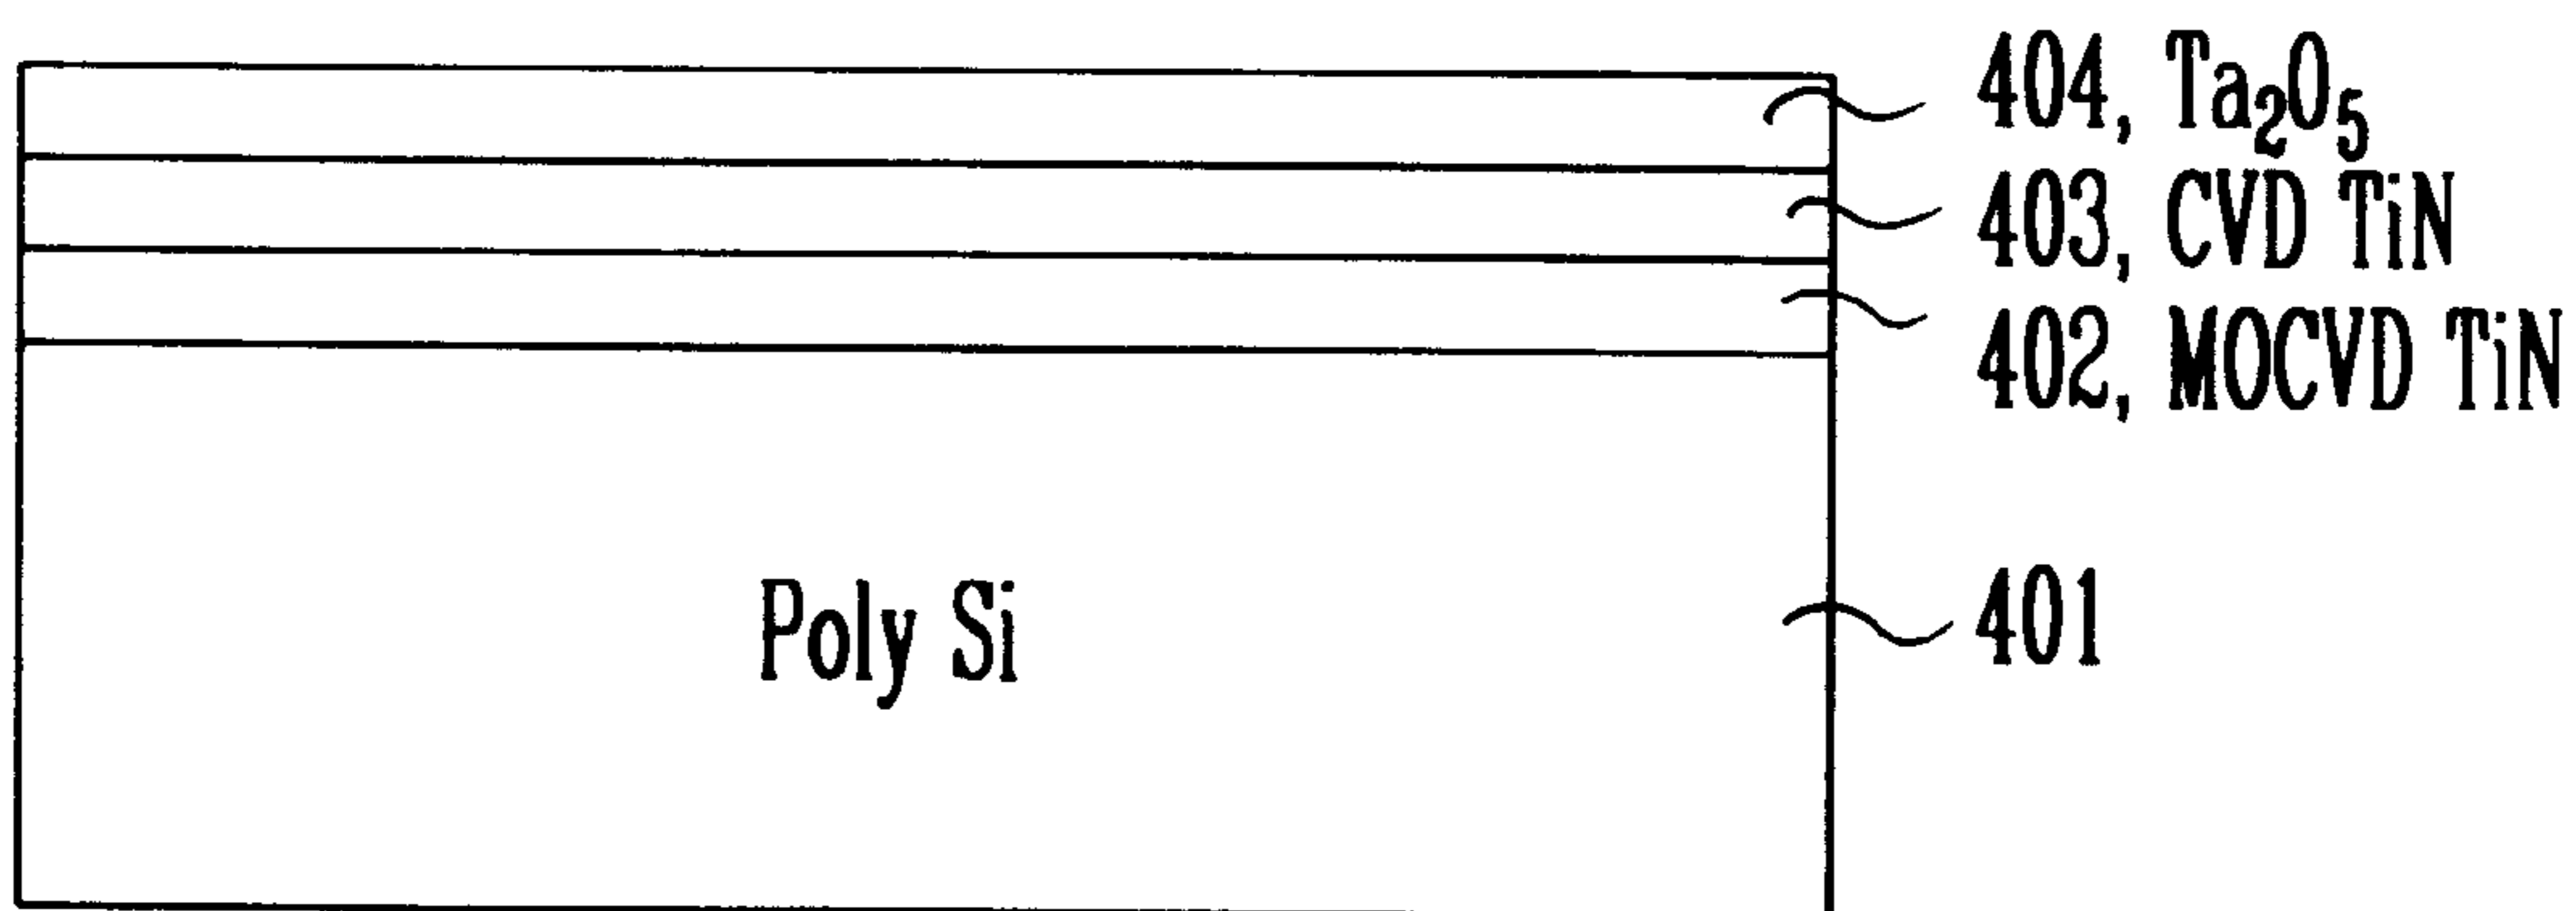 404, Ta₂O₅
403, CVD TiN
402, MOCVD TiN
Poly Si
401